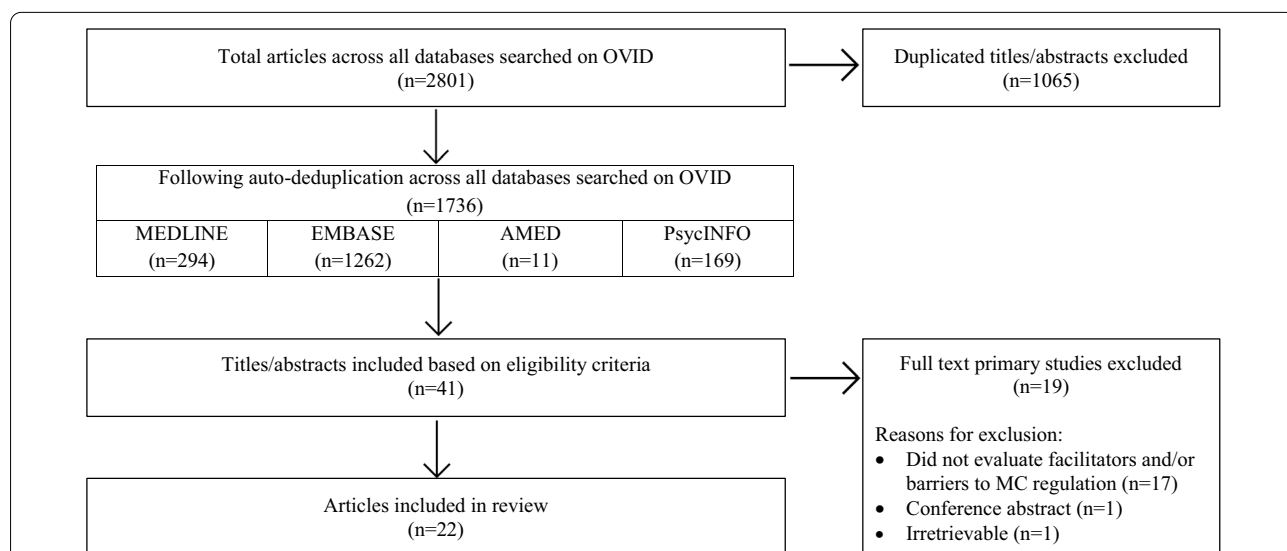 Total articles across all databases searched on OVID
(n=2801)
Duplicated titles/abstracts excluded
(n=1065)
Following auto-deduplication across all databases searched on OVID
(n=1736)
MEDLINE
(n=294)
EMBASE
(n=1262)
AMED
(n=11)
PsycINFO
(n=169)
Titles/abstracts included based on eligibility criteria
(n=41)
Full text primary studies excluded
(n=19)
Reasons for exclusion:
• Did not evaluate facilitators and/or
barriers to MC regulation (n=17)
• Conference abstract (n=1)
• Irretrievable (n=1)
Articles included in review
(n=22)